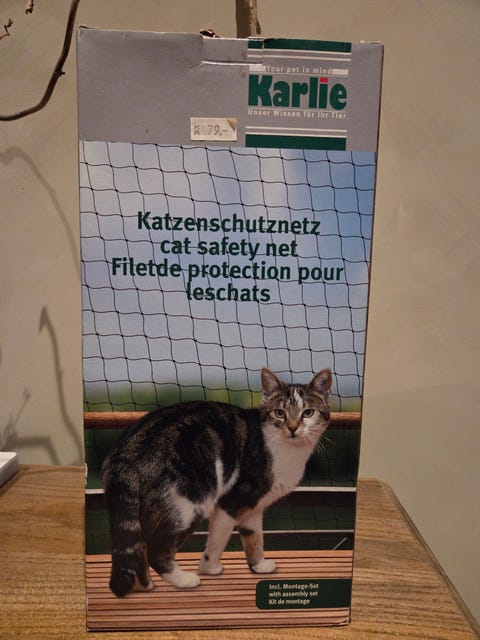 Your pet in mind
Karlie
Unser Wissen für Ihr Tier
79.-
Katzenschutznetz
cat safety net
Filetde protection pour
leschats
Incl. Montage-Set
with assembly set
Kit de montage